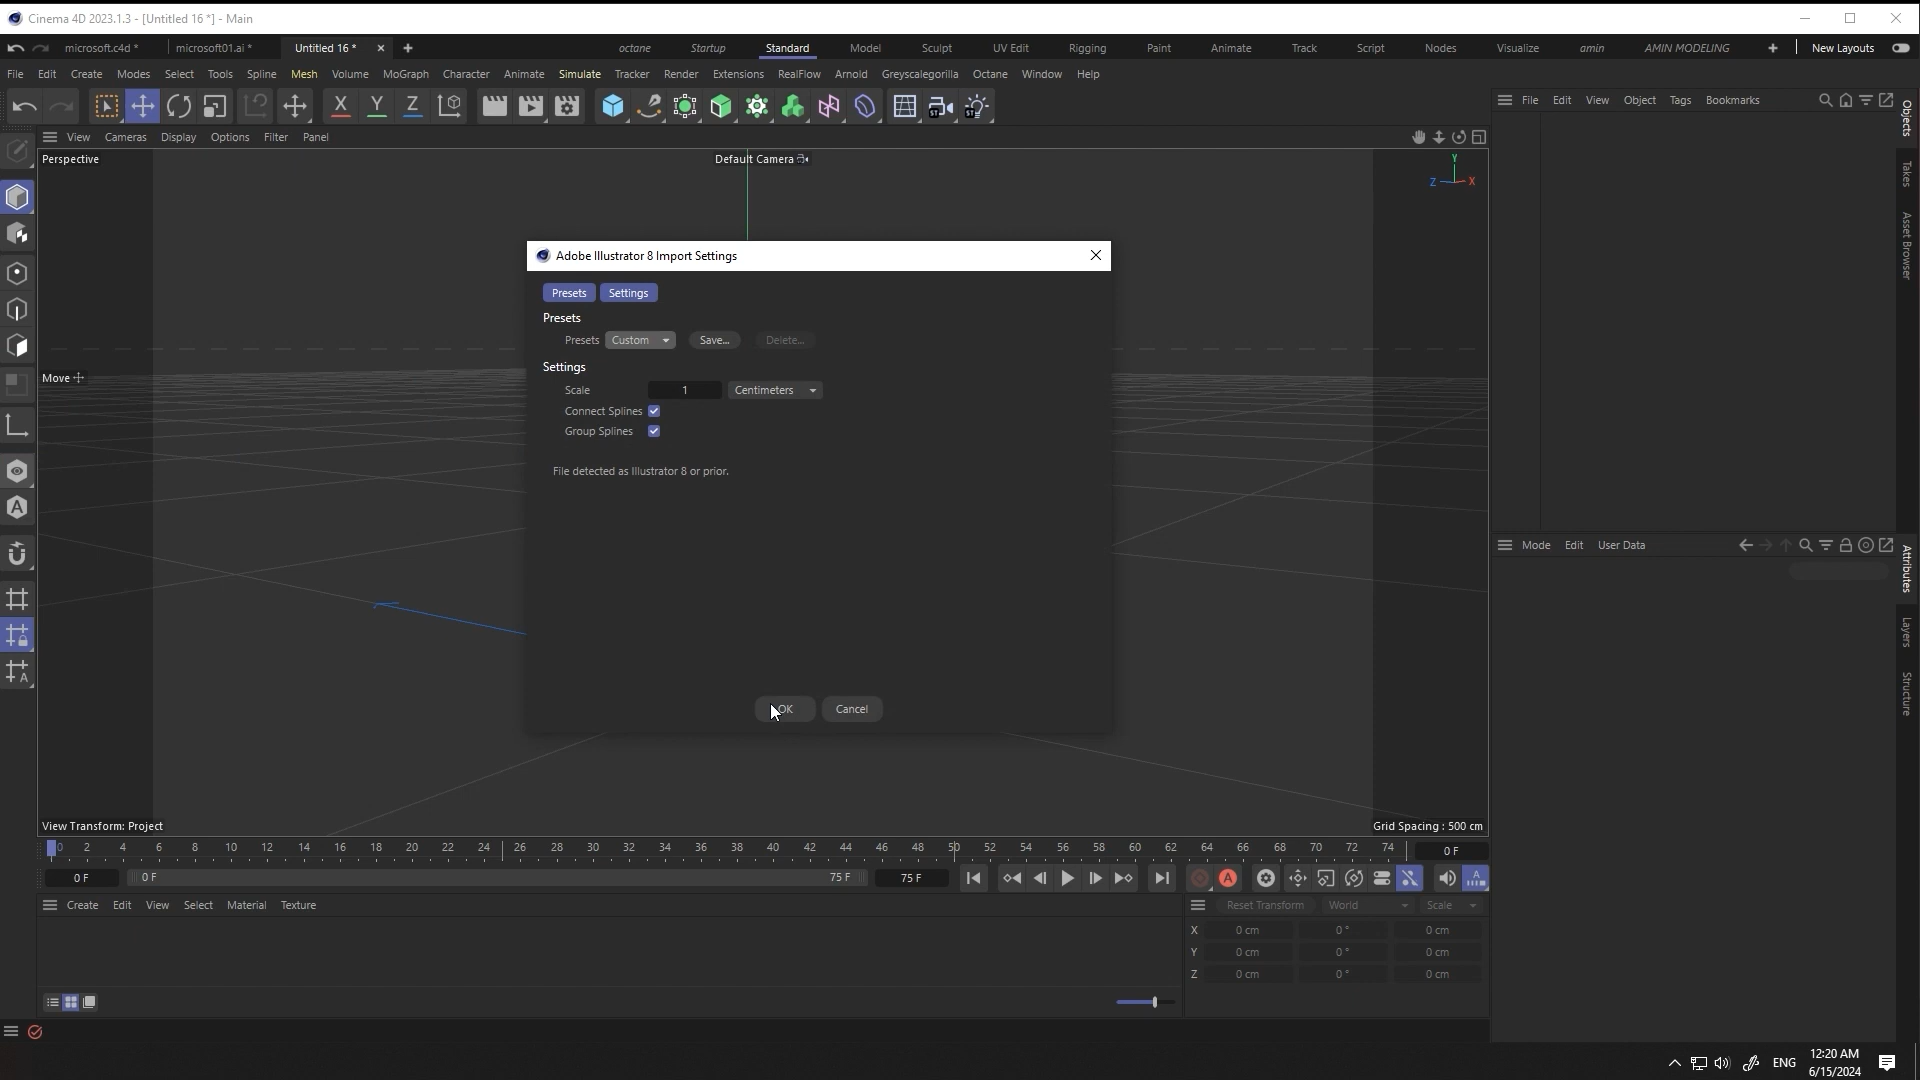 Cinema 4D 2023.1.3 - [Untitled 16 *] - Main
microsoft.c4d * microsoft01.ai * Untitled 16 * octane Startup Standard Model Sculpt UV Edit Rigging Paint Animate Track Script Nodes Visualize amin AMIN MODELING New Layouts
File Edit Create Modes Select Tools Spline Mesh Volume MoGraph Character Animate Simulate Tracker Render Extensions RealFlow Arnold Greyscalegorilla Octane Window Help
X Y Z ST ST
File Edit View Object Tags Bookmarks
View Cameras Display Options Filter Panel
Perspective
Default Camera
Y
Z X
Objects
Takes
Asset Browser
Adobe Illustrator 8 Import Settings
Presets Settings
Presets
Presets Custom Save... Delete...
Settings
Scale 1 Centimeters
Connect Splines
Group Splines
File detected as Illustrator 8 or prior.
OK Cancel
Move
Mode Edit User Data
Attributes
Layers
Structure
View Transform: Project
Grid Spacing : 500 cm
0 2 4 6 8 10 12 14 16 18 20 22 24 26 28 30 32 34 36 38 40 42 44 46 48 50 52 54 56 58 60 62 64 66 68 70 72 74 0 F
0 F 0 F 75 F 75 F
Create Edit View Select Material Texture
Reset Transform World Scale
X 0 cm 0 ° 0 cm
Y 0 cm 0 ° 0 cm
Z 0 cm 0 ° 0 cm
ENG 12:20 AM
6/15/2024